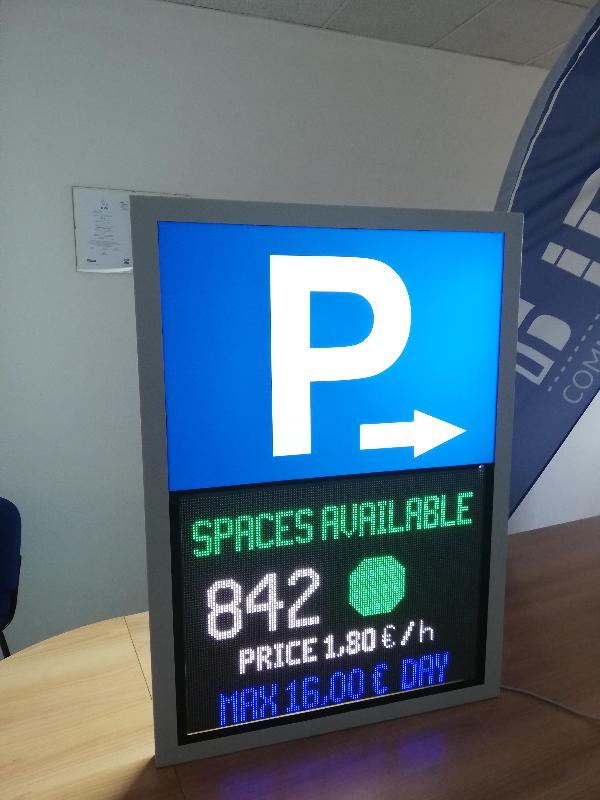 P
SPACES AVAILABLE
842
PRICE 1,80 €/h
MAX 16,00 € DAY